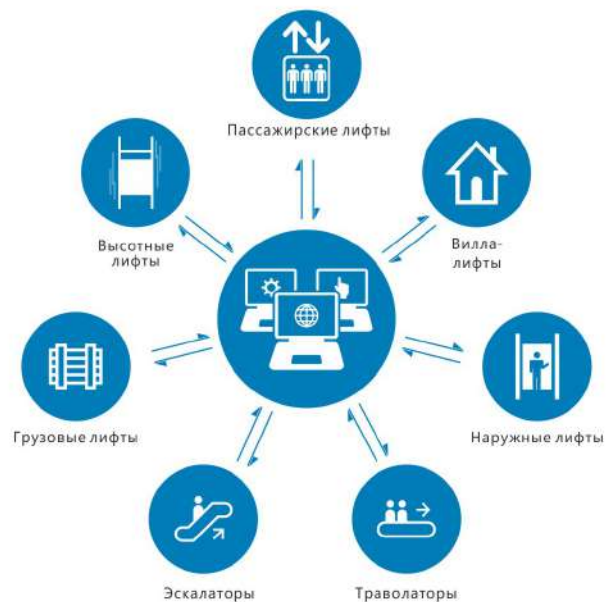 Пассажирские лифты
Высотные
лифты
Вилла-
лифты
Грузовые лифты
Наружные лифты
Эскалаторы
Траволаторы